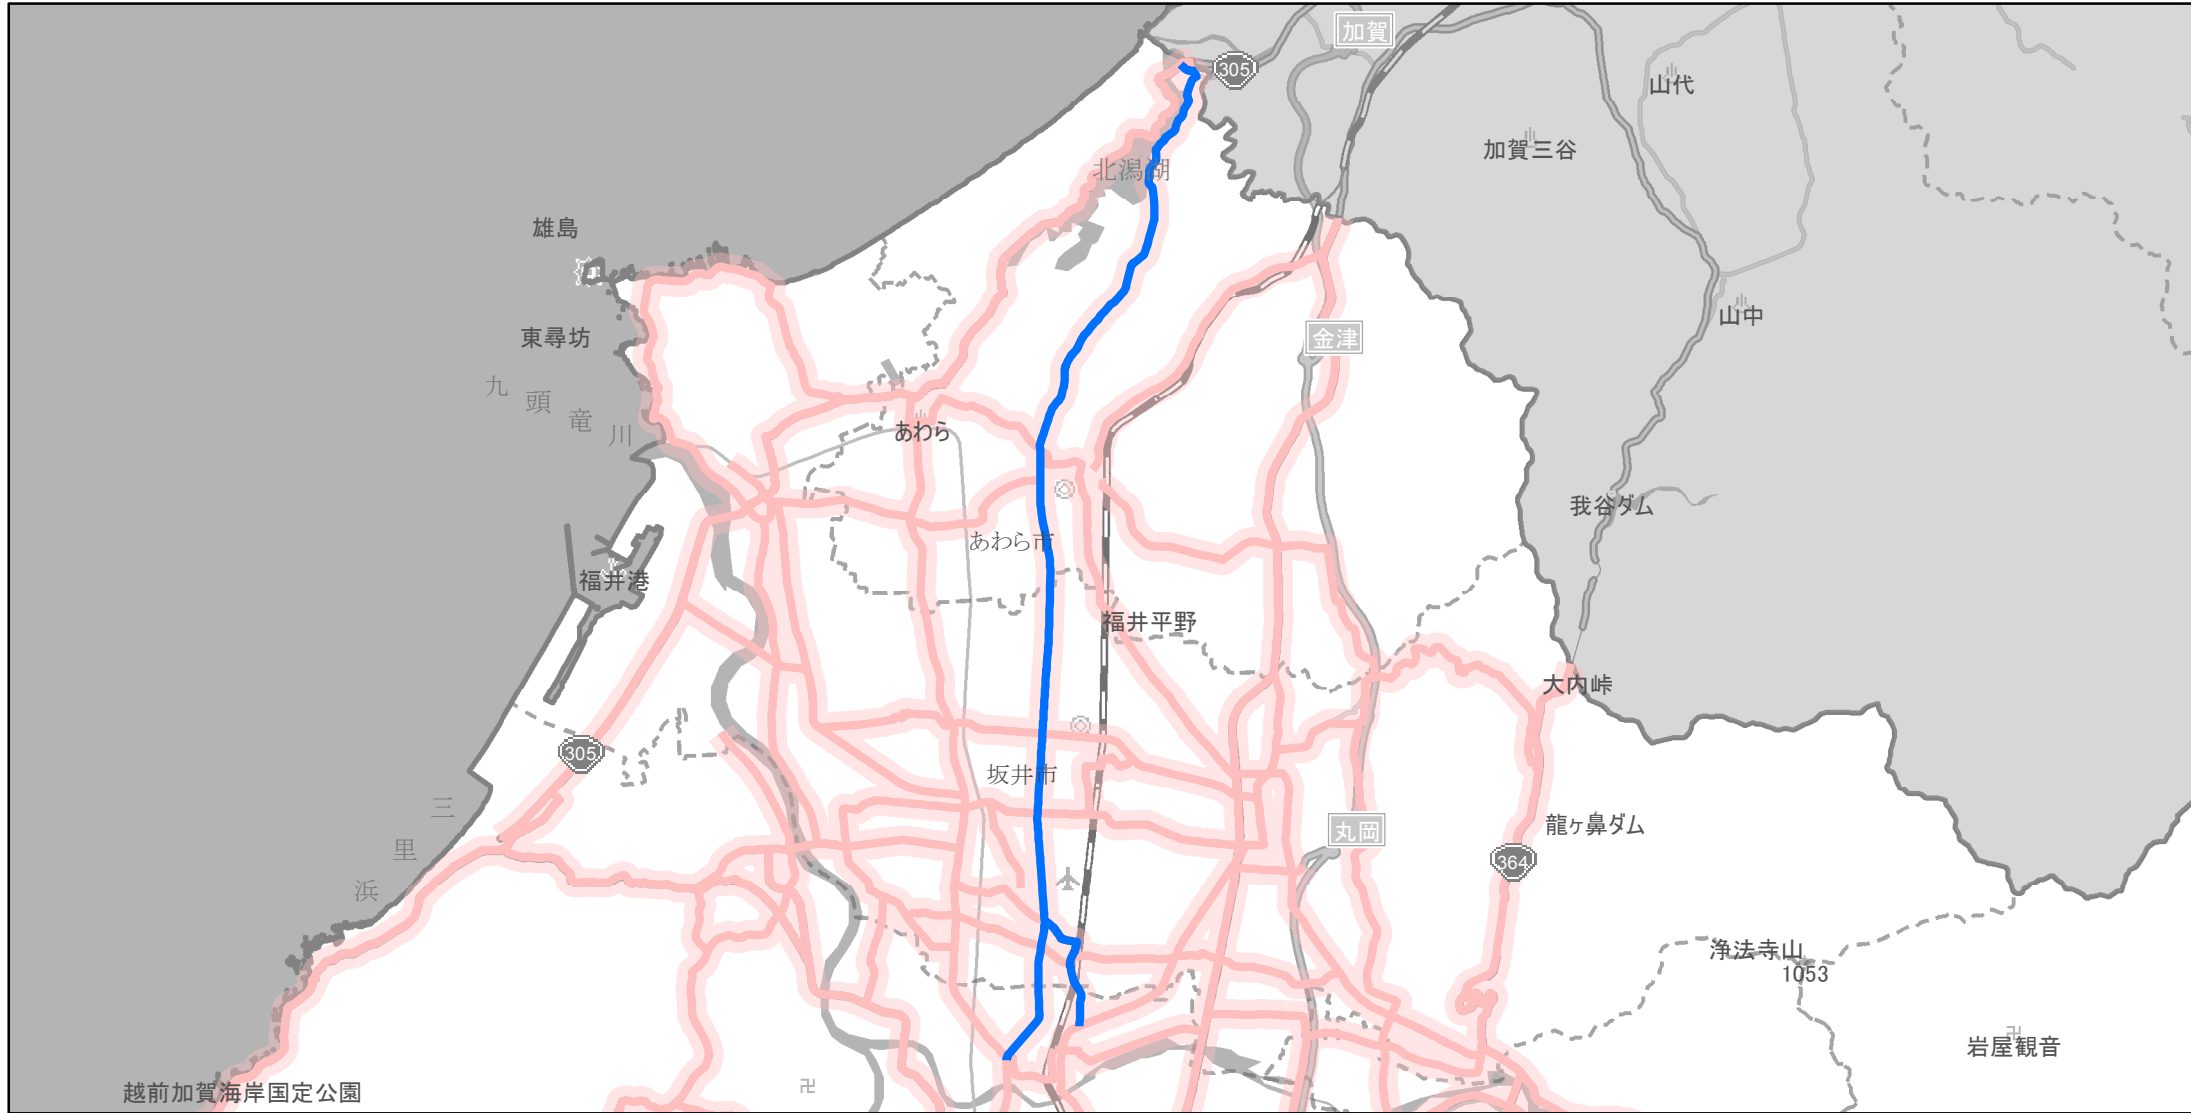 加賀
305
山代
加賀三谷
北潟湖
雄島
山中
東尋坊
金津
九頭竜川
あわら
我谷ダム
あわら市
福井港
福井平野
大内峠
305
坂井市
三里浜
龍ヶ鼻ダム
丸岡
364
浄法寺山
1053
岩屋観音
越前加賀海岸国定公園